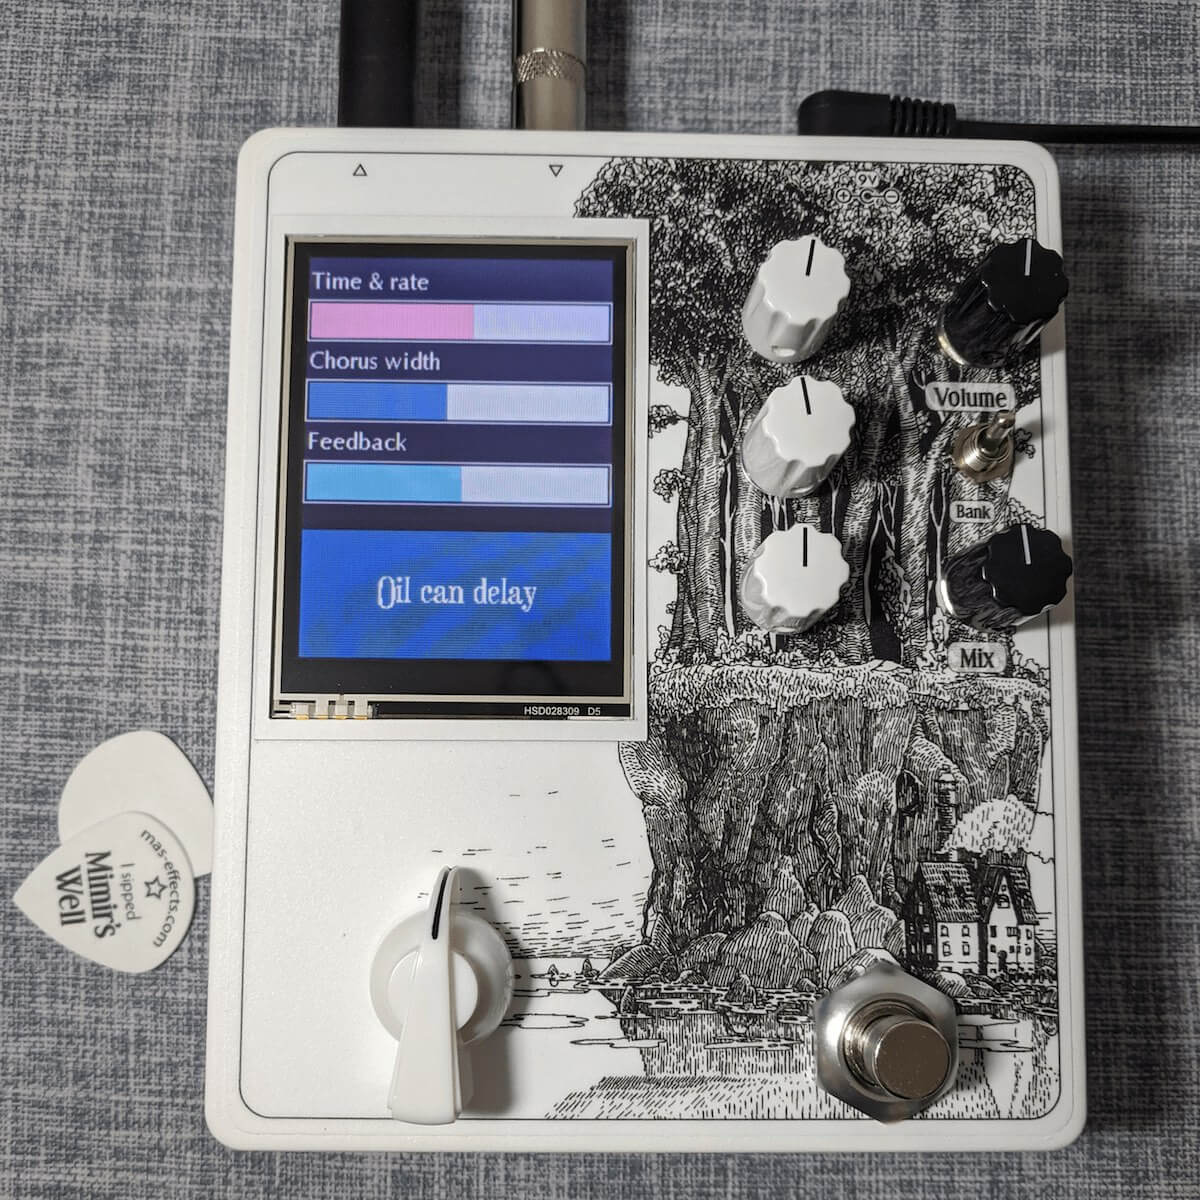 9V
Time & rate
Chorus width
Feedback
Oil can delay
HSD028309 D5
Volume
Bank
Mix
mas-effects.com
I sipped
Mimir's
Well